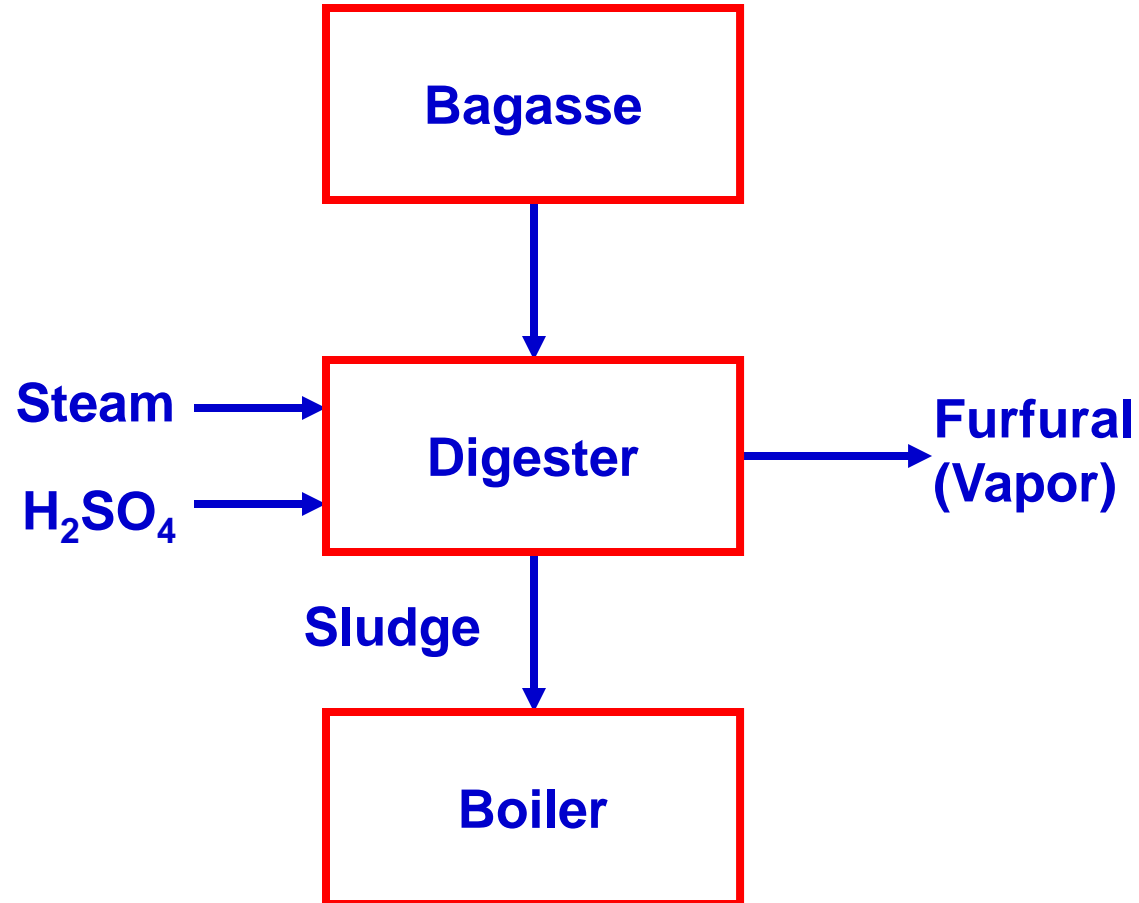 Bagasse
Steam
Digester
Furfural
(Vapor)
H₂SO₄
Sludge
Boiler